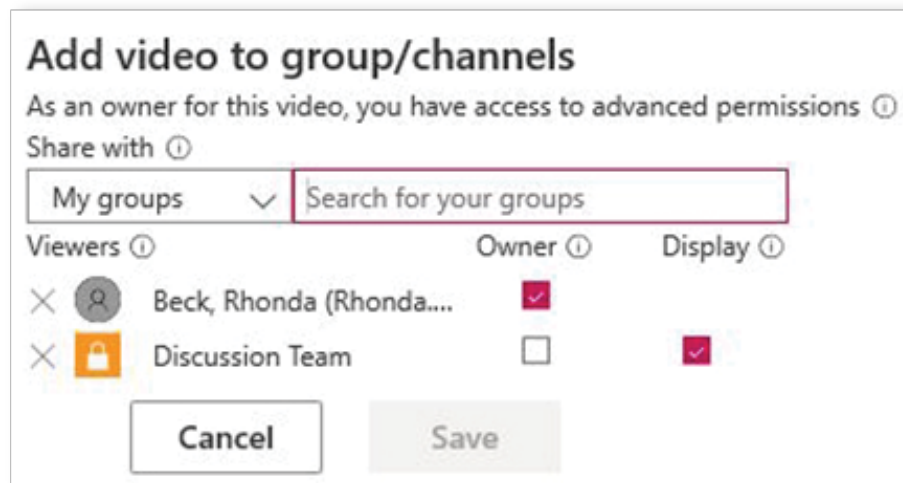 Add video to group/channels
As an owner for this video, you have access to advanced permissions
Share with
My groups Search for your groups
Viewers Owner Display
Beck, Rhonda (Rhonda....
Discussion Team
Cancel Save